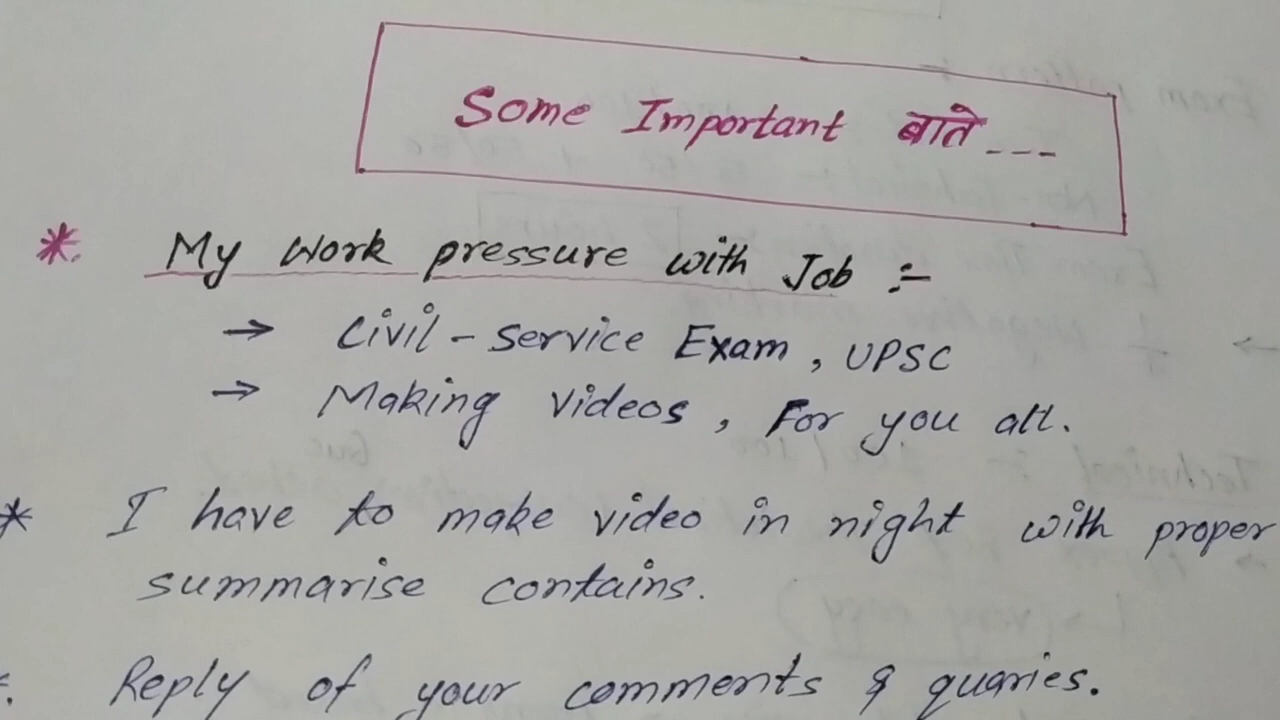 Some Important बाते---
* My work pressure with Job :-
→ Civil-Service Exam, UPSC
→ Making videos, For you all.
* I have to make video in night with proper
summarise contains.
Reply of your comments & quaries.